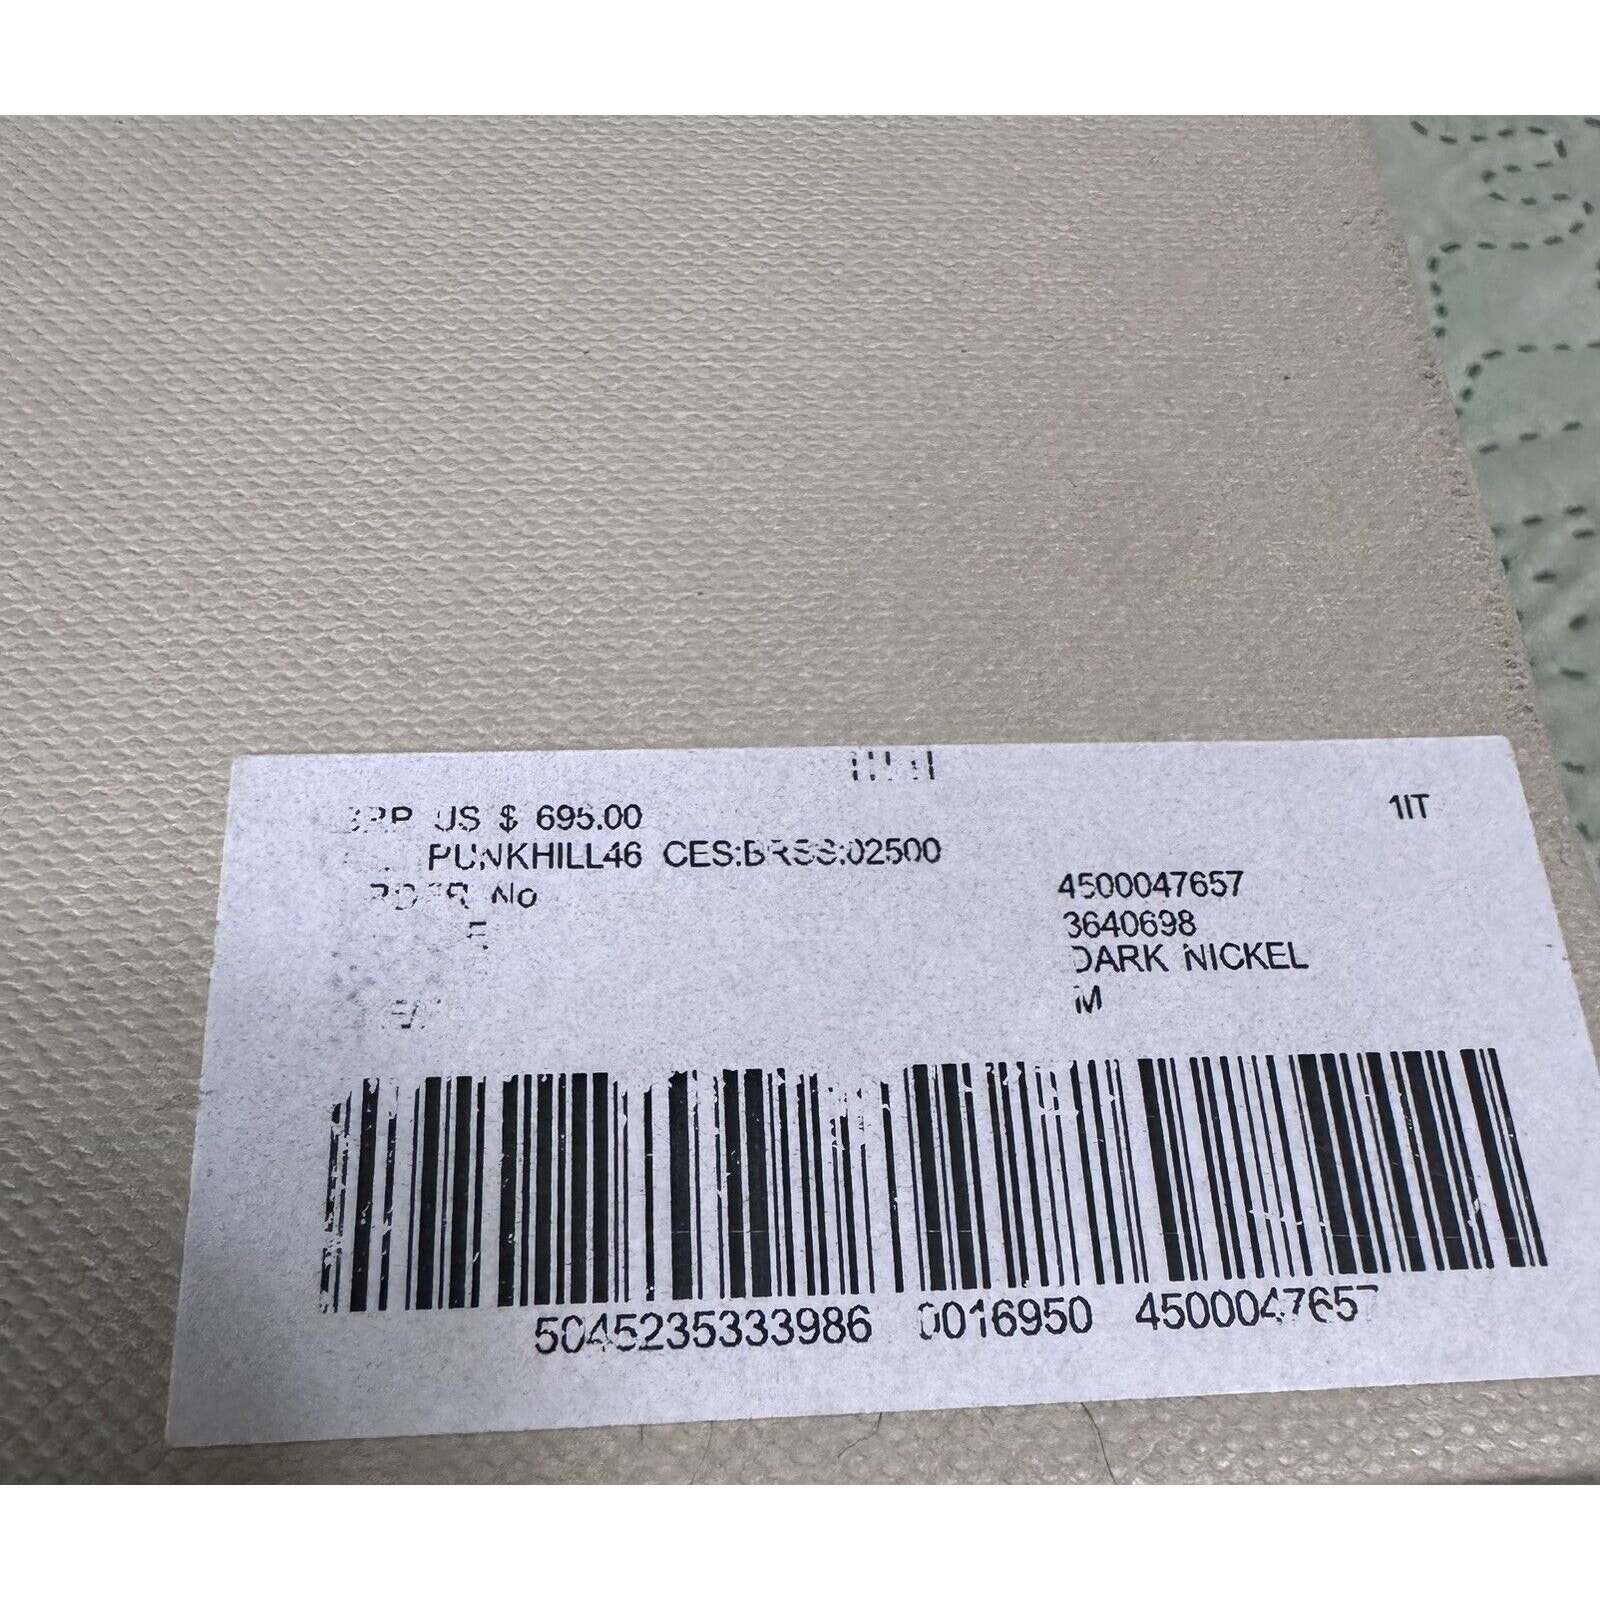 US $ 695.00 1IT
PUNKHILL46 CES:BRSS:02500
No 4500047657
3640698
DARK NICKEL
M
5045235333986 0016950 4500047657